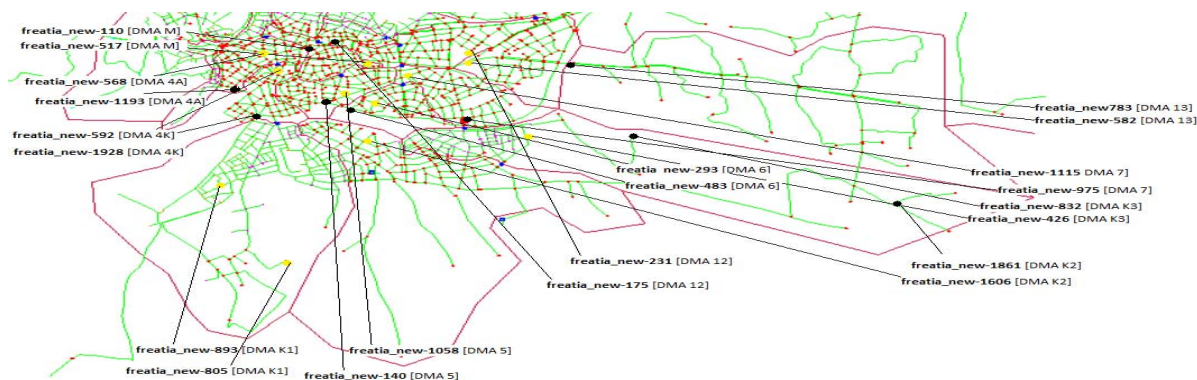 freatia_new-110 [DMA M]
freatia_new-517 [DMA M]
freatia_new-568 [DMA 4A]
freatia_new-1193 [DMA 4A]
freatia_new-592 [DMA 4K]
freatia_new-1928 [DMA 4K]
freatia_new783 [DMA 13]
freatia_new-582 [DMA 13]
freatia_new-293 [DMA 6]
freatia_new-483 [DMA 6]
freatia_new-1115 DMA 7]
freatia_new-975 [DMA 7]
freatia_new-832 [DMA K3]
freatia_new-426 [DMA K3]
freatia_new-231 [DMA 12]
freatia_new-175 [DMA 12]
freatia_new-1861 [DMA K2]
freatia_new-1606 [DMA K2]
freatia_new-893 [DMA K1]
freatia_new-805 [DMA K1]
freatia_new-1058 [DMA 5]
freatia_new-140 [DMA 5]